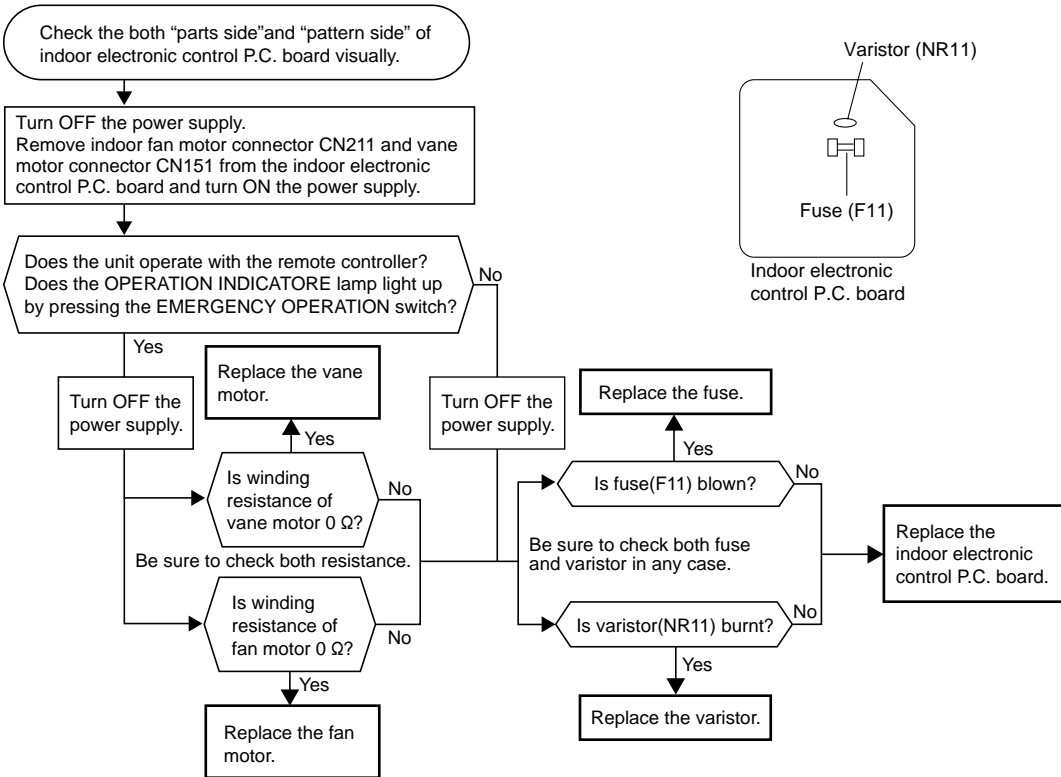 Check the both “parts side”and “pattern side” of
indoor electronic control P.C. board visually.
Turn OFF the power supply.
Remove indoor fan motor connector CN211 and vane
motor connector CN151 from the indoor electronic
control P.C. board and turn ON the power supply.
Does the unit operate with the remote controller?
Does the OPERATION INDICATORE lamp light up
by pressing the EMERGENCY OPERATION switch?
No
Yes
Turn OFF the
power supply.
Replace the vane
motor.
Yes
Is winding
resistance of
vane motor 0 Ω?
No
Be sure to check both resistance.
Is winding
resistance of
fan motor 0 Ω?
No
Yes
Replace the fan
motor.
Turn OFF the
power supply.
Replace the fuse.
Yes
Is fuse(F11) blown?
No
Be sure to check both fuse
and varistor in any case.
Is varistor(NR11) burnt?
No
Yes
Replace the varistor.
Replace the
indoor electronic
control P.C. board.
Varistor (NR11)
Fuse (F11)
Indoor electronic
control P.C. board